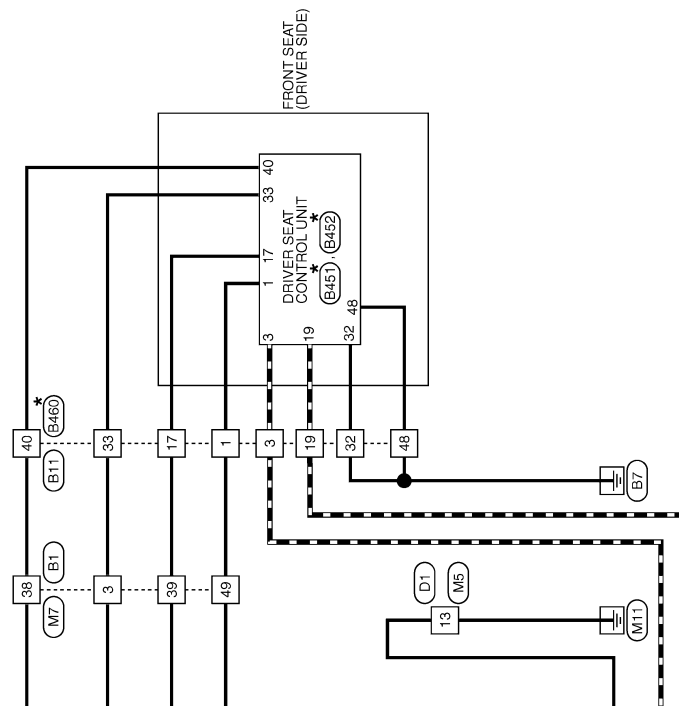 FRONT SEAT
(DRIVER SIDE)
40
33
17
1
DRIVER SEAT
CONTROL UNIT
* *
B451 , B452
3
19
32
48
*
B460
40
33
17
1
3
19
32
48
B11
B7
B1
38
3
39
49
M7
D1
M5
13
M11